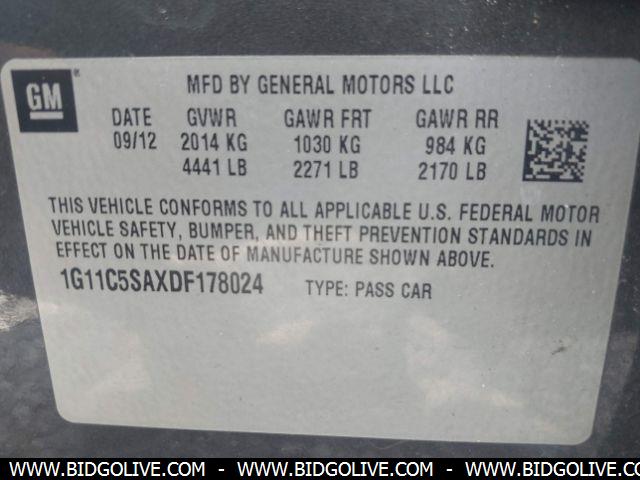 GM ®
MFD BY GENERAL MOTORS LLC
DATE GVWR GAWR FRT GAWR RR
09/12 2014 KG 1030 KG 984 KG
4441 LB 2271 LB 2170 LB
THIS VEHICLE CONFORMS TO ALL APPLICABLE U.S. FEDERAL MOTOR
VEHICLE SAFETY, BUMPER, AND THEFT PREVENTION STANDARDS IN
EFFECT ON THE DATE OF MANUFACTURE SHOWN ABOVE.
1G11C5SAXDF178024 TYPE: PASS CAR
WWW.BIDGOLIVE.COM - WWW.BIDGOLIVE.COM - WWW.BIDGOLIVE.COM